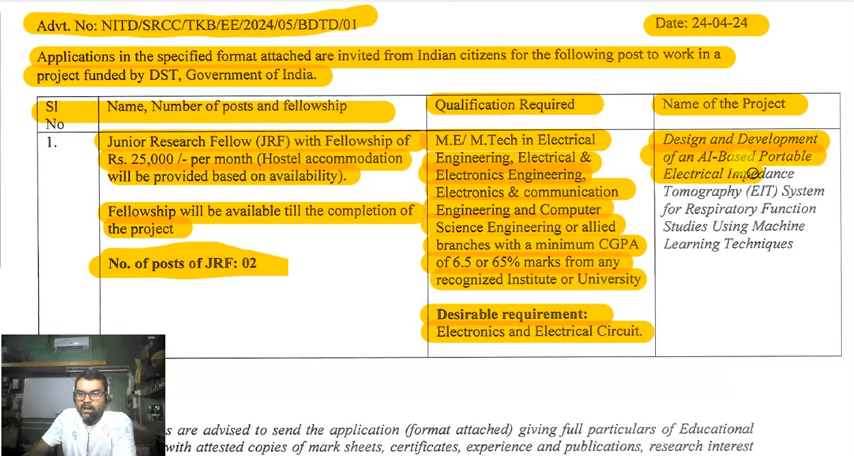 Advt. No: NITD/SRCC/TKB/EE/2024/05/BDTD/01
Date: 24-04-24
Applications in the specified format attached are invited from Indian citizens for the following post to work in a
project funded by DST, Government of India.
Sl
No
Name, Number of posts and fellowship
Qualification Required
Name of the Project
1.
Junior Research Fellow (JRF) with Fellowship of
Rs. 25,000 /- per month (Hostel accommodation
will be provided based on availability).
Fellowship will be available till the completion of
the project
No. of posts of JRF: 02
M.E/ M.Tech in Electrical
Engineering, Electrical &
Electronics Engineering,
Electronics & communication
Engineering and Computer
Science Engineering or allied
branches with a minimum CGPA
of 6.5 or 65% marks from any
recognized Institute or University
Desirable requirement:
Electronics and Electrical Circuit.
Design and Development
of an AI-Based Portable
Electrical Impedance
Tomography (EIT) System
for Respiratory Function
Studies Using Machine
Learning Techniques
are advised to send the application (format attached) giving full particulars of Educational
with attested copies of mark sheets, certificates, experience and publications, research interest